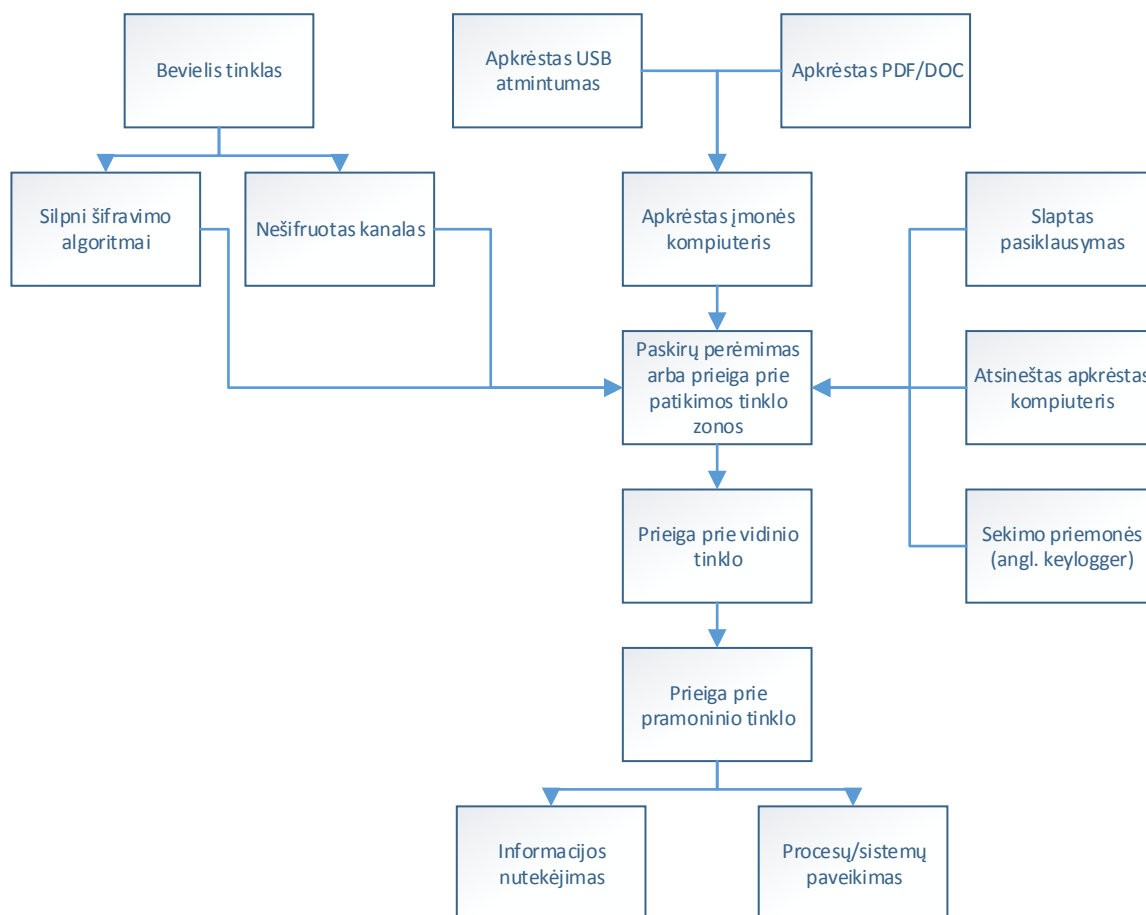 Bevielis tinklas
Apkrėstas USB
atmintumas
Apkrėstas PDF/DOC
Silpni šifravimo
algoritmai
Nešifruotas kanalas
Apkrėstas įmonės
kompiuteris
Slaptas
pasiklausymas
Paskirų perėmimas
arba prieiga prie
patikimos tinklo
zonos
Atsineštas apkrėstas
kompiuteris
Prieiga prie vidinio
tinklo
Sekimo priemonės
(angl. keylogger)
Prieiga prie
pramoninio tinklo
Informacijos
nutekėjimas
Procesų/sistemų
paveikimas